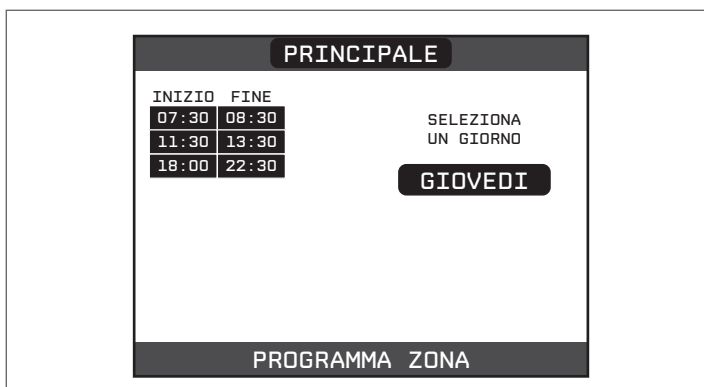 PRINCIPALE
INIZIO FINE
07:30 08:30
11:30 13:30
18:00 22:30
SELEZIONA
UN GIORNO
GIOVEDI
PROGRAMMA ZONA